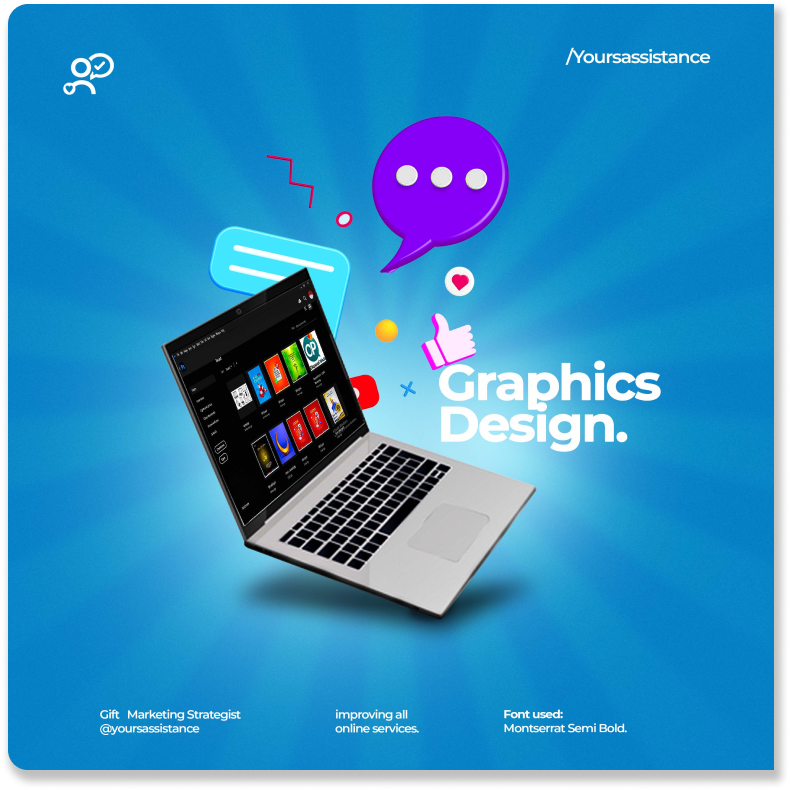 /Yoursassistance
Graphics
Design.
Gift Marketing Strategist
@yoursassistance
improving all
online services.
Font used:
Montserrat Semi Bold.